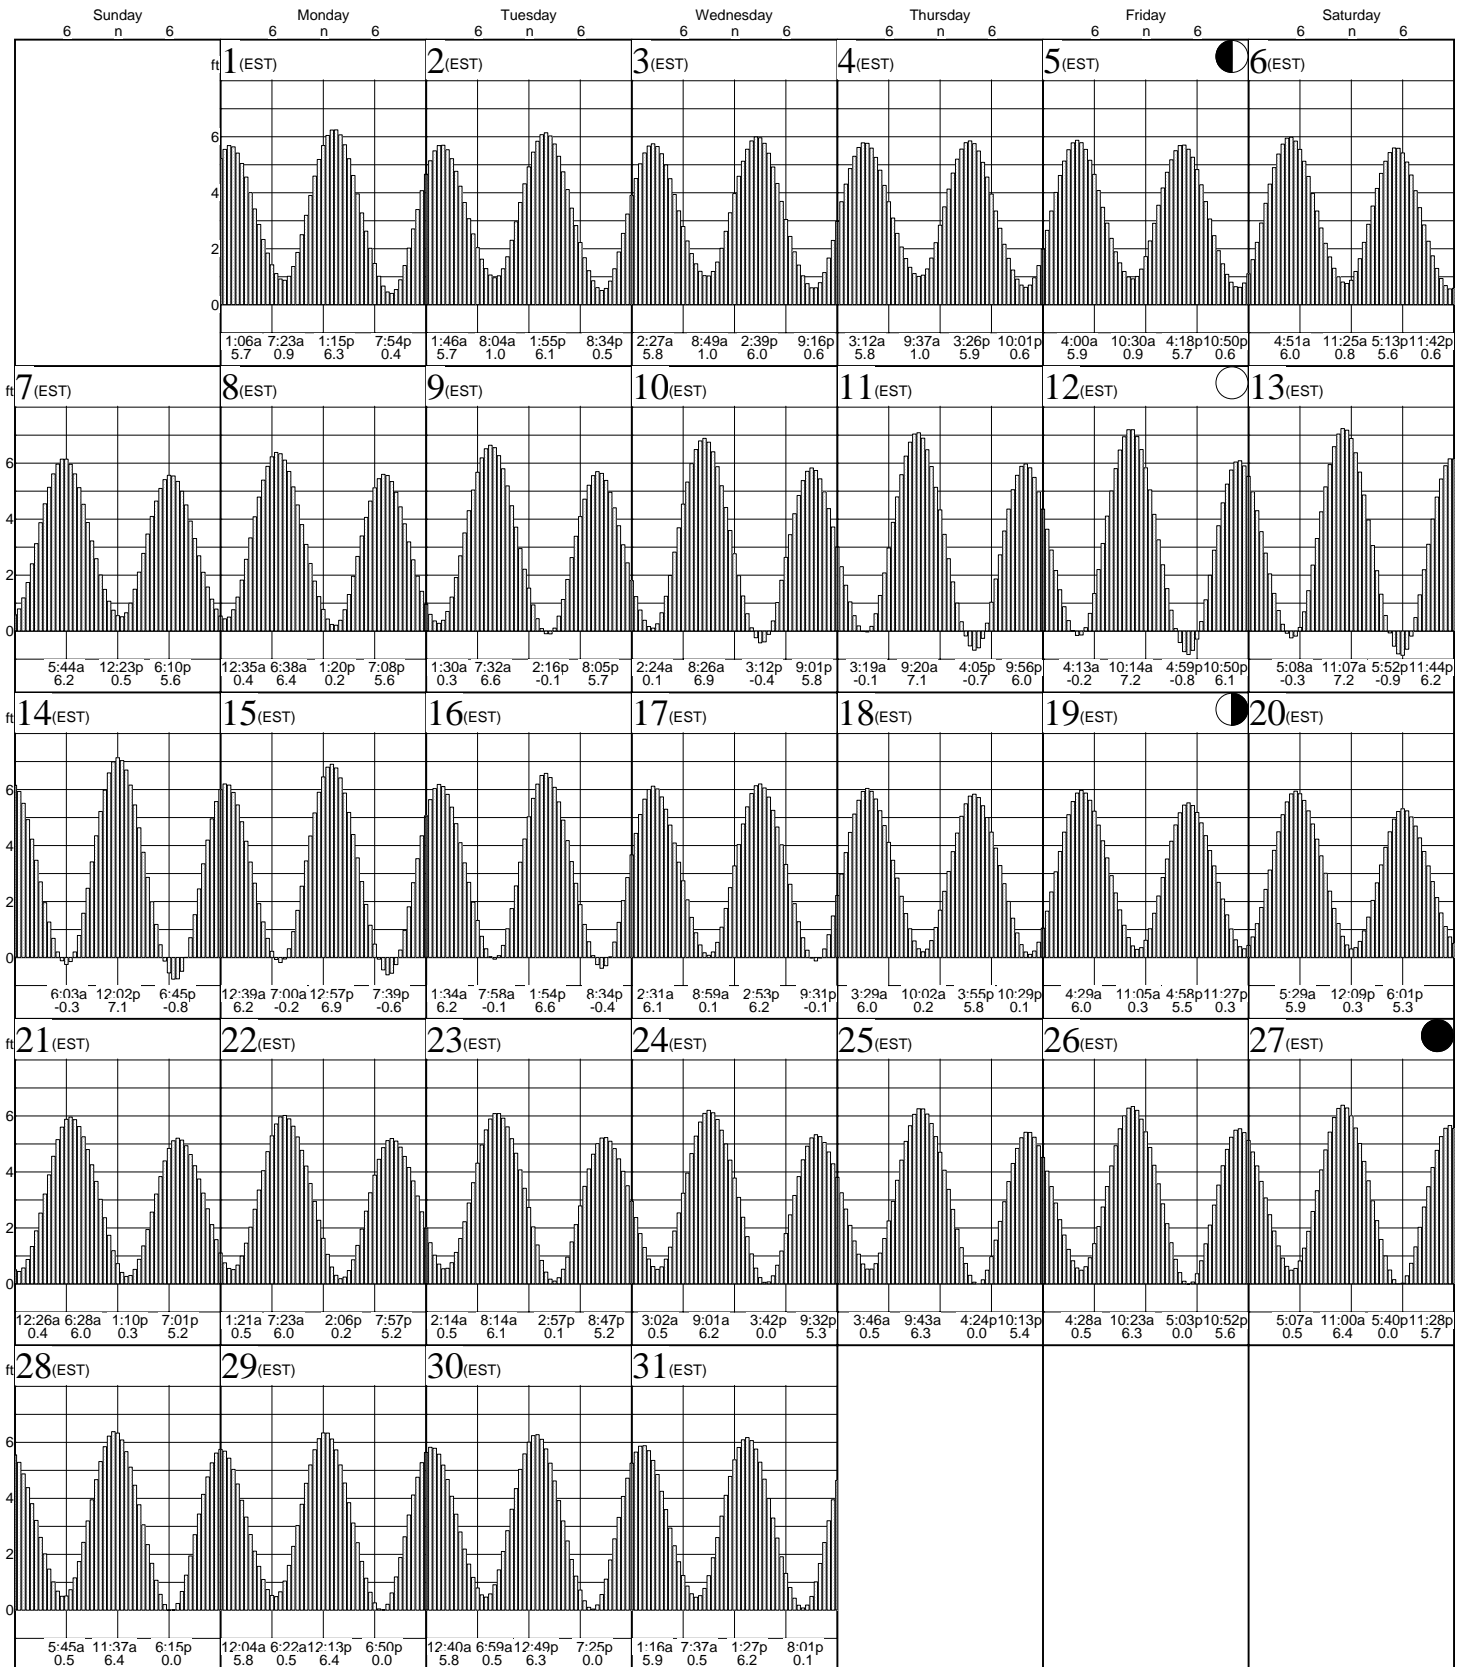 Sunday Monday Tuesday Wednesday Thursday Friday Saturday
6 n 6 6 n 6 6 n 6 6 n 6 6 n 6 6 n 6 6 n 6
ft 1(EST) 2(EST) 3(EST) 4(EST) 5(EST) 6(EST)
6
4
2
0
1:06a 7:23a 1:15p 7:54p 1:46a 8:04a 1:55p 8:34p 2:27a 8:49a 2:39p 9:16p 3:12a 9:37a 3:26p 10:01p 4:00a 10:30a 4:18p 10:50p 4:51a 11:25a 5:13p 11:42p
5.7 0.9 6.3 0.4 5.7 1.0 6.1 0.5 5.8 1.0 6.0 0.6 5.8 1.0 5.9 0.6 5.9 0.9 5.7 0.6 6.0 0.8 5.6 0.6
ft 7(EST) 8(EST) 9(EST) 10(EST) 11(EST) 12(EST) 13(EST)
6
4
2
0
5:44a 12:23p 6:10p 12:35a 6:38a 1:20p 7:08p 1:30a 7:32a 2:16p 8:05p 2:24a 8:26a 3:12p 9:01p 3:19a 9:20a 4:05p 9:56p 4:13a 10:14a 4:59p 10:50p 5:08a 11:07a 5:52p 11:44p
6.2 0.5 5.6 0.4 6.4 0.2 5.6 0.3 6.6 -0.1 5.7 0.1 6.9 -0.4 5.8 -0.1 7.1 -0.7 6.0 -0.2 7.2 -0.8 6.1 -0.3 7.2 -0.9 6.2
ft 14(EST) 15(EST) 16(EST) 17(EST) 18(EST) 19(EST) 20(EST)
6
4
2
0
6:03a 12:02p 6:45p 12:39a 7:00a 12:57p 7:39p 1:34a 7:58a 1:54p 8:34p 2:31a 8:59a 2:53p 9:31p 3:29a 10:02a 3:55p 10:29p 4:29a 11:05a 4:58p 11:27p 5:29a 12:09p 6:01p
-0.3 7.1 -0.8 6.2 -0.2 6.9 -0.6 6.2 -0.1 6.6 -0.4 6.1 0.1 6.2 -0.1 6.0 0.2 5.8 0.1 6.0 0.3 5.5 0.3 5.9 0.3 5.3
ft 21(EST) 22(EST) 23(EST) 24(EST) 25(EST) 26(EST) 27(EST)
6
4
2
0
12:26a 6:28a 1:10p 7:01p 1:21a 7:23a 2:06p 7:57p 2:14a 8:14a 2:57p 8:47p 3:02a 9:01a 3:42p 9:32p 3:46a 9:43a 4:24p 10:13p 4:28a 10:23a 5:03p 10:52p 5:07a 11:00a 5:40p 11:28p
0.4 6.0 0.3 5.2 0.5 6.0 0.2 5.2 0.5 6.1 0.1 5.2 0.5 6.2 0.0 5.3 0.5 6.3 0.0 5.4 0.5 6.3 0.0 5.6 0.5 6.4 0.0 5.7
ft 28(EST) 29(EST) 30(EST) 31(EST)
6
4
2
0
5:45a 11:37a 6:15p 12:04a 6:22a 12:13p 6:50p 12:40a 6:59a 12:49p 7:25p 1:16a 7:37a 1:27p 8:01p
0.5 6.4 0.0 5.8 0.5 6.4 0.0 5.8 0.5 6.3 0.0 5.9 0.5 6.2 0.1